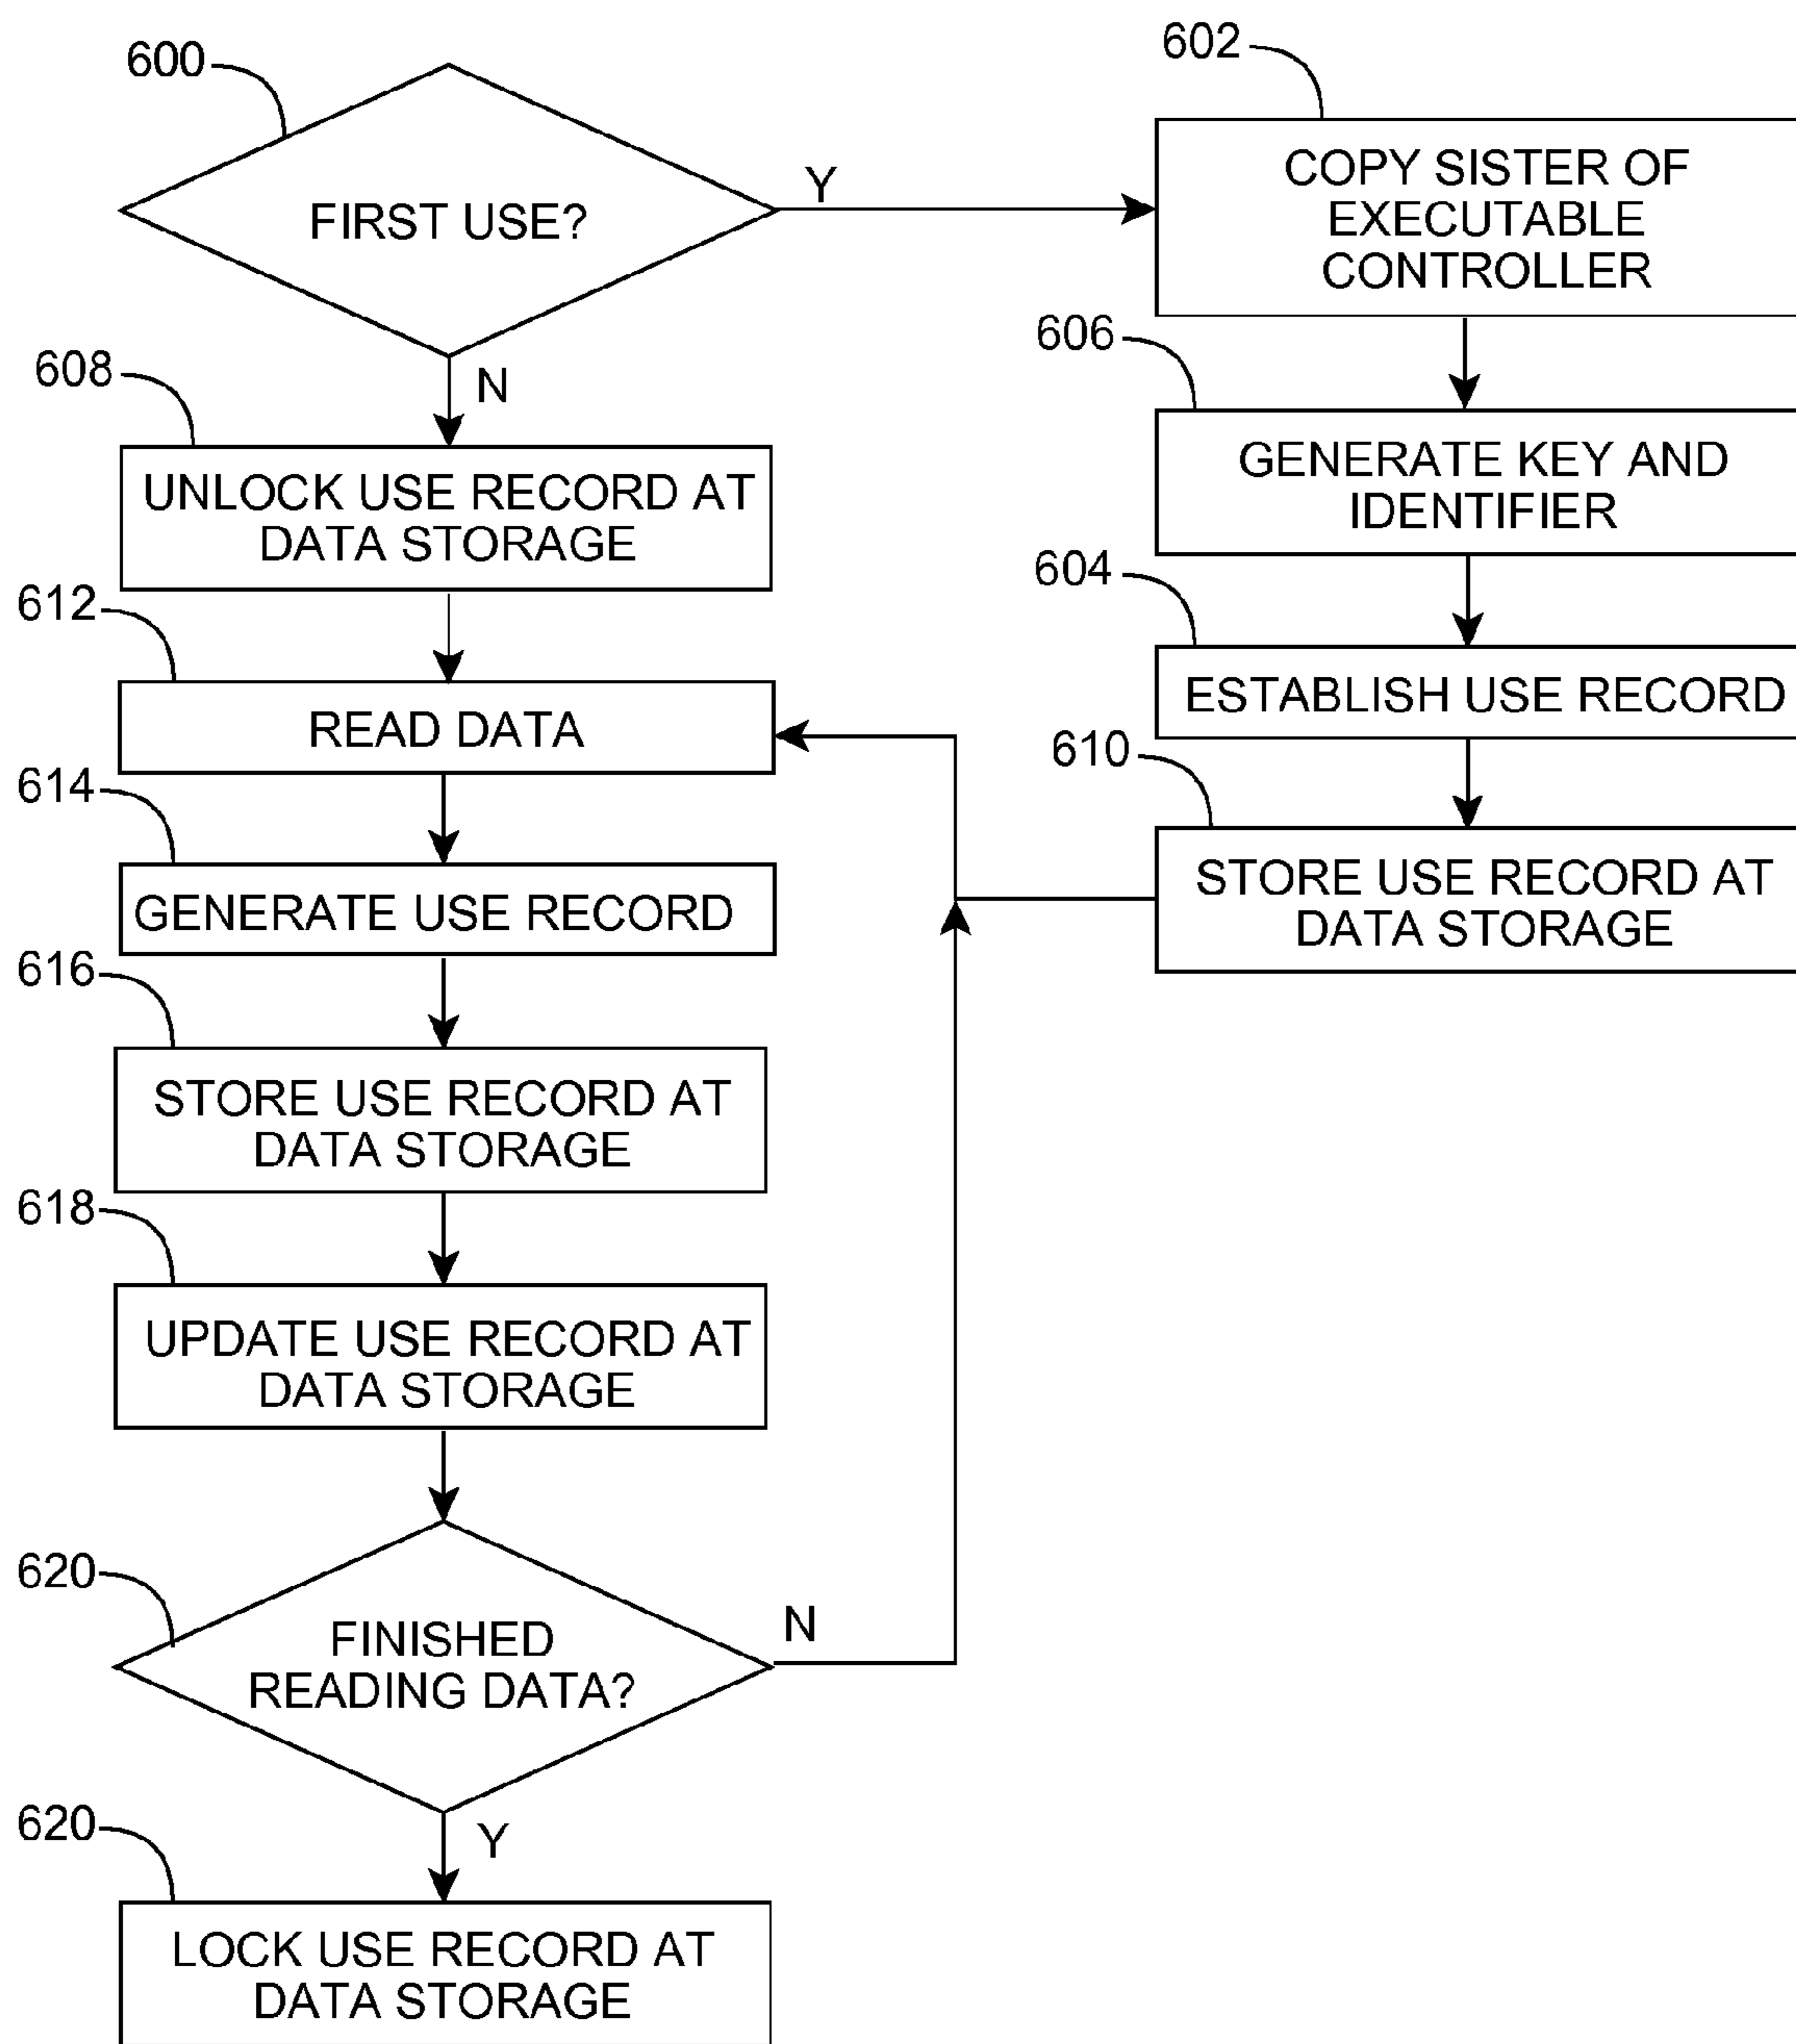 600
FIRST USE?
Y
N
602
COPY SISTER OF
EXECUTABLE
CONTROLLER
606
GENERATE KEY AND
IDENTIFIER
604
ESTABLISH USE RECORD
610
STORE USE RECORD AT
DATA STORAGE
608
UNLOCK USE RECORD AT
DATA STORAGE
612
READ DATA
614
GENERATE USE RECORD
616
STORE USE RECORD AT
DATA STORAGE
618
UPDATE USE RECORD AT
DATA STORAGE
620
FINISHED
READING DATA?
N
Y
620
LOCK USE RECORD AT
DATA STORAGE